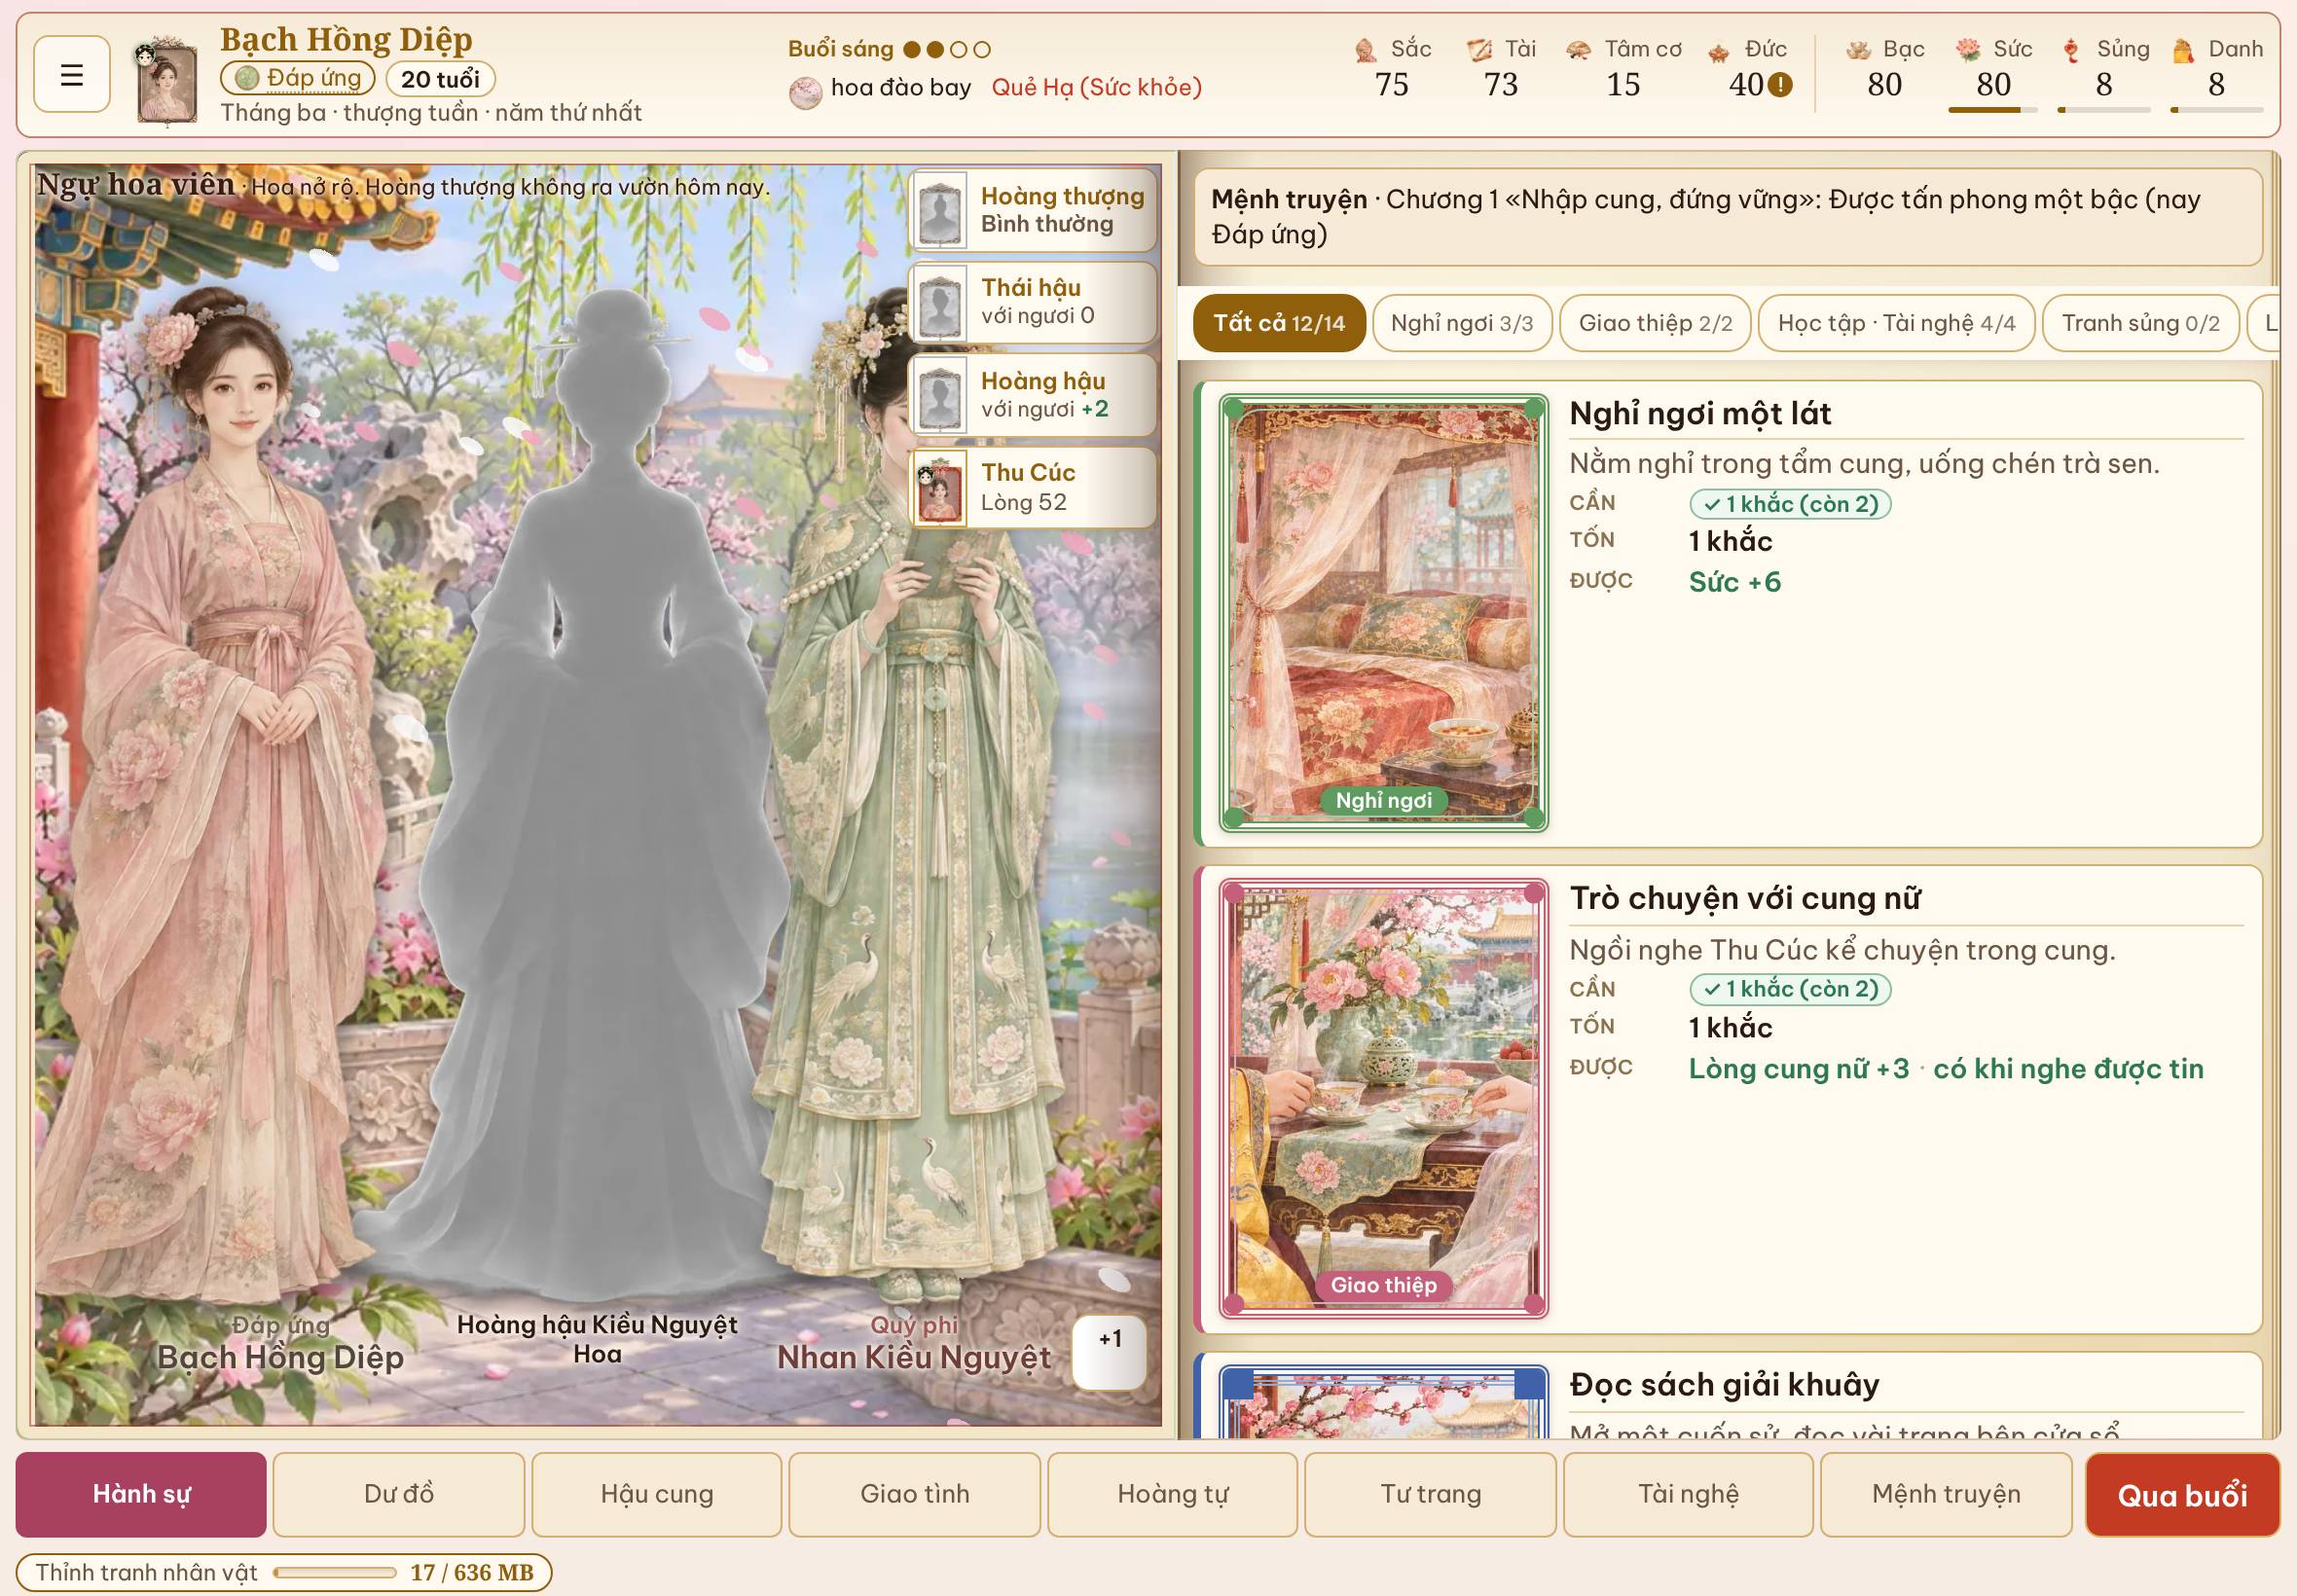 ☰
Bạch Hồng Diệp
Đáp ứng 20 tuổi
Tháng ba · thượng tuần · năm thứ nhất
Buổi sáng
hoa đào bay Quẻ Hạ (Sức khỏe)
Sắc Tài Tâm cơ Đức Bạc Sức Sủng Danh
75 73 15 40 ! 80 80 8 8
Ngự hoa viên · Hoa nở rộ. Hoàng thượng không ra vườn hôm nay.
Hoàng thượng
Bình thường
Thái hậu
với ngươi 0
Hoàng hậu
với ngươi +2
Thu Cúc
Lòng 52
Đáp ứng
Bạch Hồng Diệp
Hoàng hậu Kiều Nguyệt
Hoa
Quý phi
Nhan Kiều Nguyệt
+1
Mệnh truyện · Chương 1 «Nhập cung, đứng vững»: Được tấn phong một bậc (nay
Đáp ứng)
Tất cả 12/14 Nghỉ ngơi 3/3 Giao thiệp 2/2 Học tập · Tài nghệ 4/4 Tranh sủng 0/2 L
Nghỉ ngơi
Nghỉ ngơi một lát
Nằm nghỉ trong tẩm cung, uống chén trà sen.
CẦN ✓ 1 khắc (còn 2)
TỐN 1 khắc
ĐƯỢC Sức +6
Giao thiệp
Trò chuyện với cung nữ
Ngồi nghe Thu Cúc kể chuyện trong cung.
CẦN ✓ 1 khắc (còn 2)
TỐN 1 khắc
ĐƯỢC Lòng cung nữ +3 · có khi nghe được tin
Đọc sách giải khuây
Mở một cuốn sử, đọc vài trang bên cửa sổ.
Hành sự Dư đồ Hậu cung Giao tình Hoàng tự Tư trang Tài nghệ Mệnh truyện Qua buổi
Thỉnh tranh nhân vật 17 / 636 MB